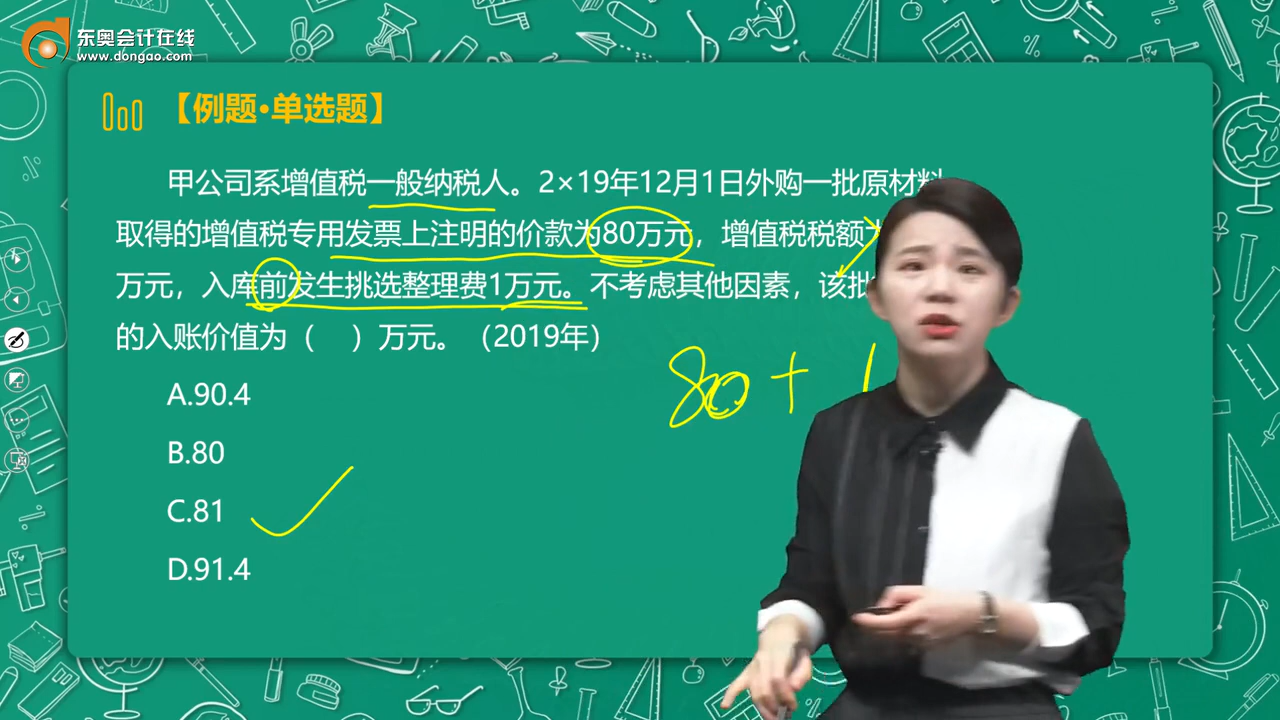 东奥会计在线
www.dongao.com
【例题•单选题】
甲公司系增值税一般纳税人。2×19年12月1日外购一批原材料
取得的增值税专用发票上注明的价款为80万元，增值税税额
万元，入库前发生挑选整理费1万元。不考虑其他因素，该批
的入账价值为（ ）万元。（2019年）
80+1
A.90.4
B.80
C.81
D.91.4